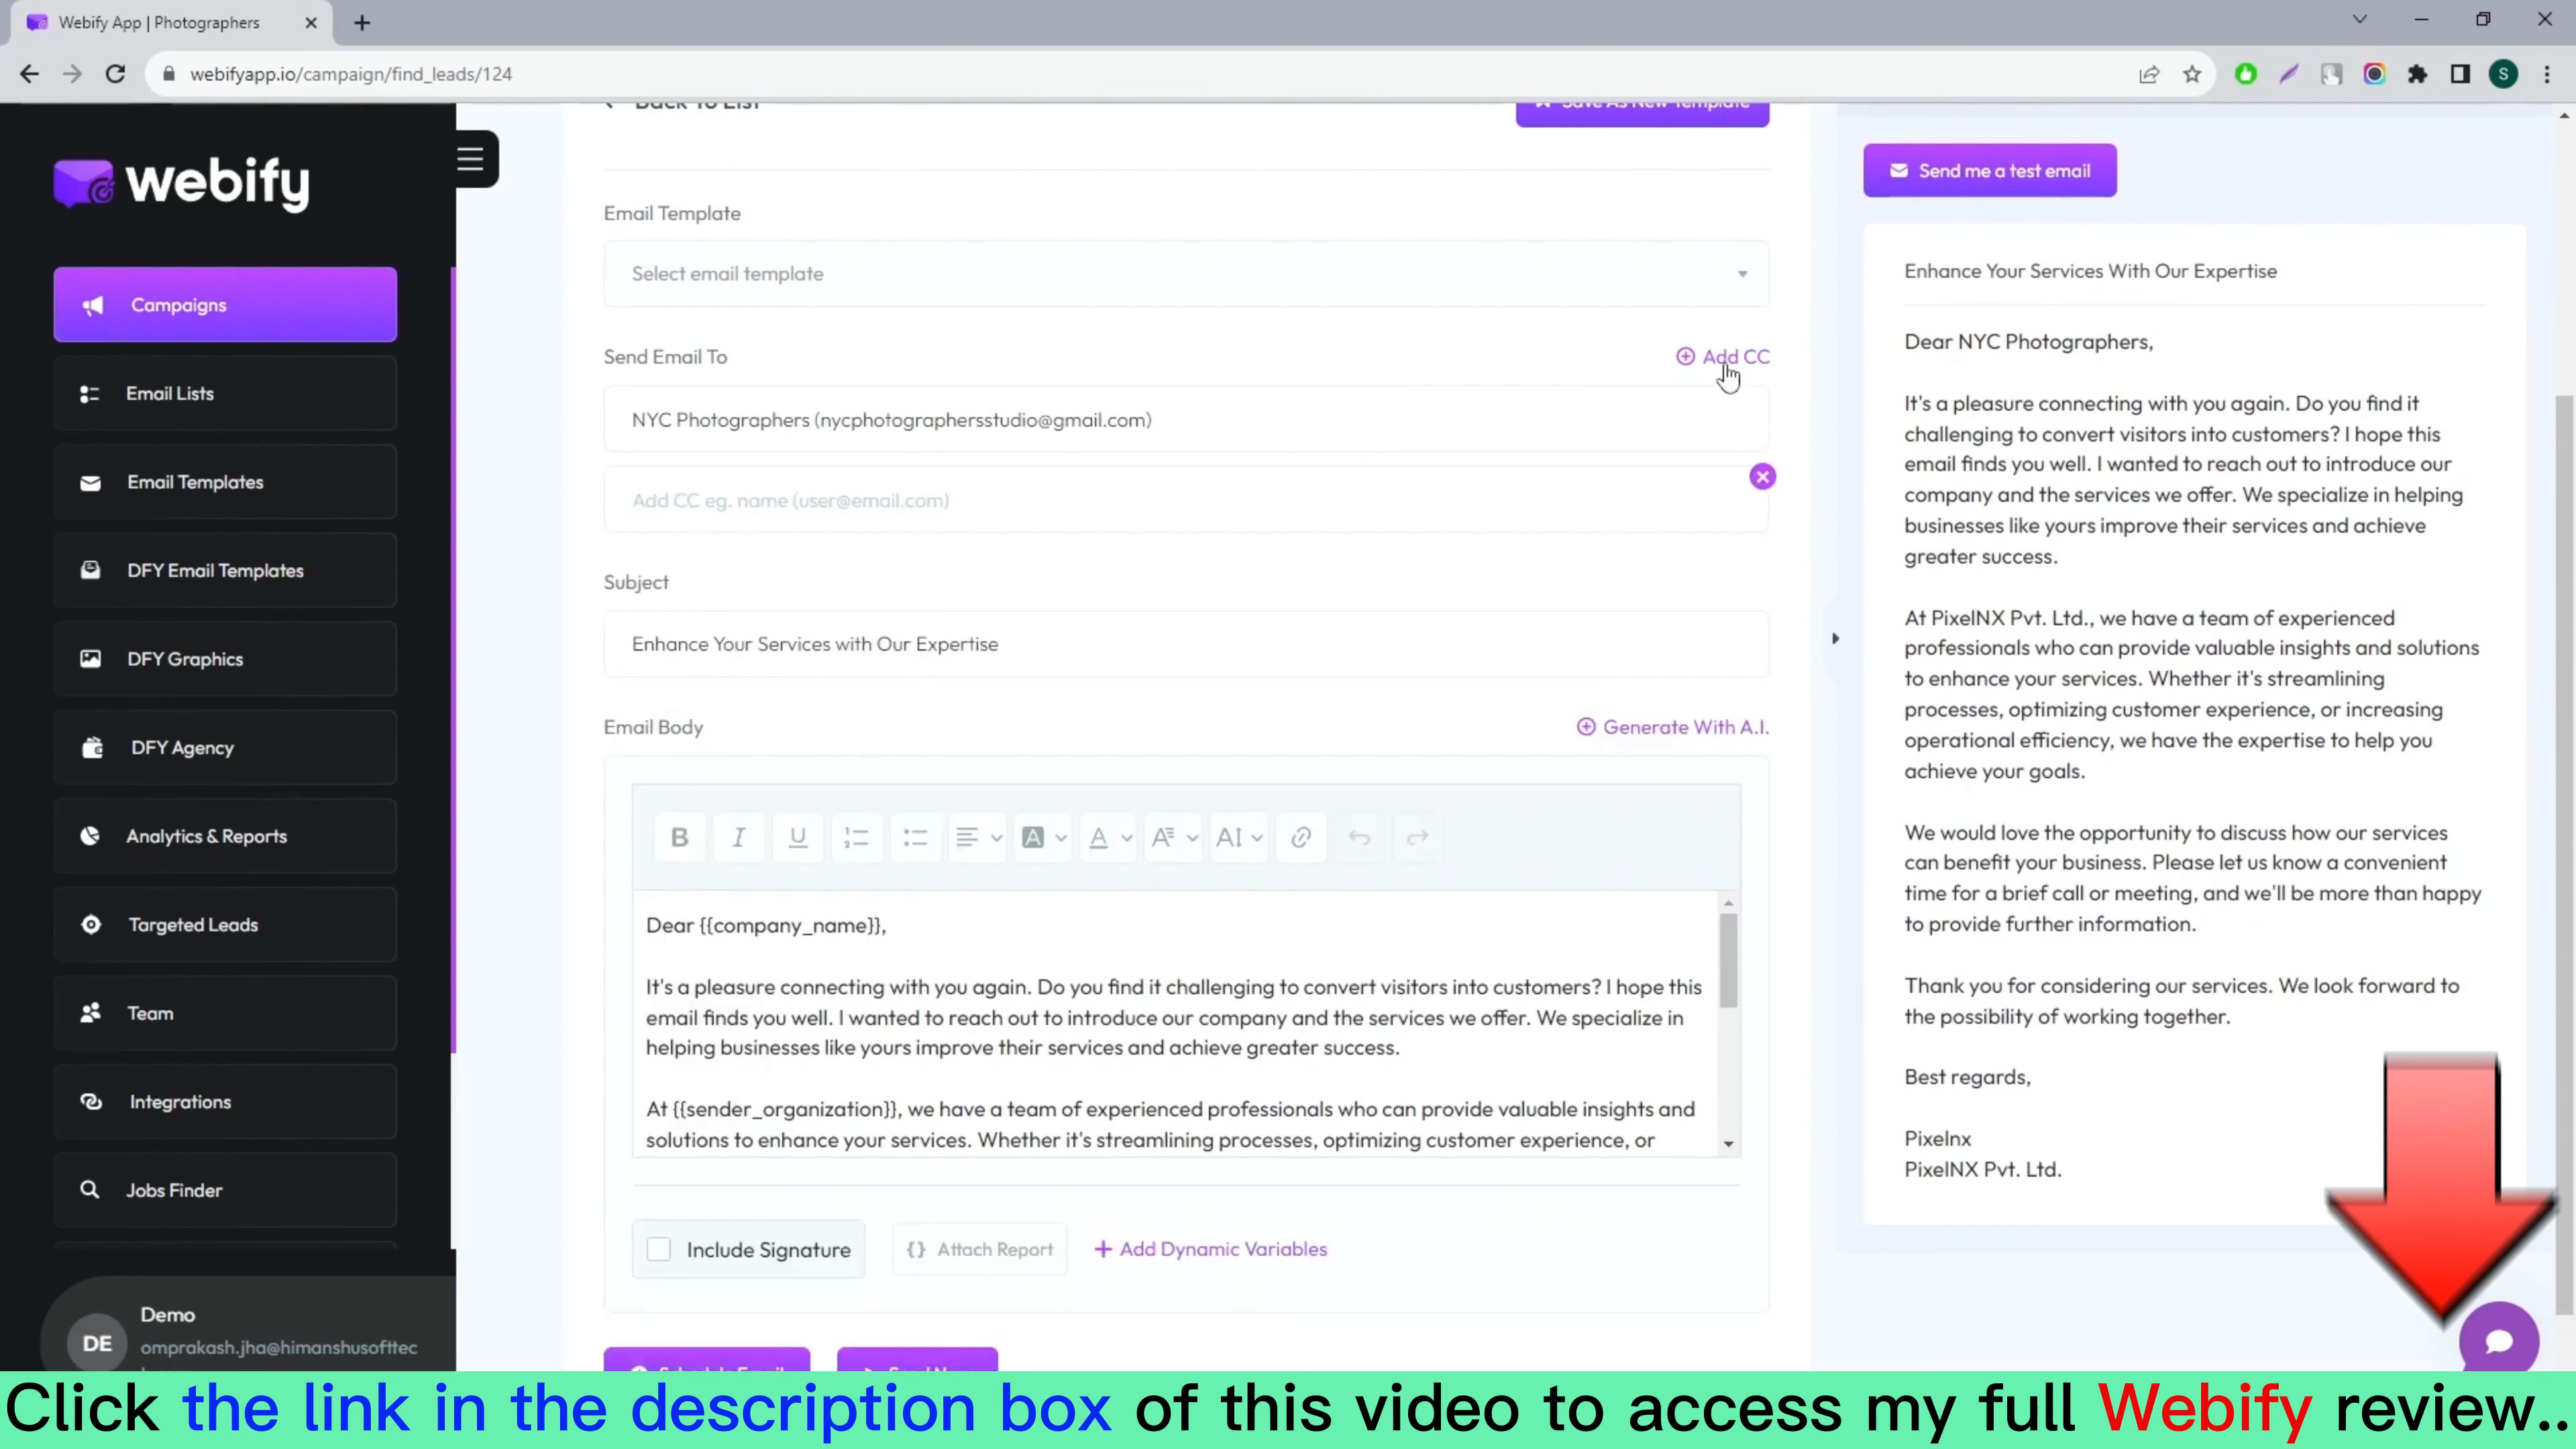 Webify App | Photographers
webifyapp.io/campaign/find_leads/124
S
webify
Campaigns
Email Lists
Email Templates
DFY Email Templates
DFY Graphics
DFY Agency
Analytics & Reports
Targeted Leads
Team
Integrations
Jobs Finder
DE
Demo
omprakash.jha@himanshusofttec
Back To List
Save As New Template
Email Template
Select email template
Send Email To
Add CC
NYC Photographers (nycphotographersstudio@gmail.com)
Add CC eg. name (user@email.com)
Subject
Enhance Your Services with Our Expertise
Email Body
Generate With A.I.
Dear {{company_name}},
It's a pleasure connecting with you again. Do you find it challenging to convert visitors into customers? I hope this
email finds you well. I wanted to reach out to introduce our company and the services we offer. We specialize in
helping businesses like yours improve their services and achieve greater success.
At {{sender_organization}}, we have a team of experienced professionals who can provide valuable insights and
solutions to enhance your services. Whether it's streamlining processes, optimizing customer experience, or
Include Signature
{} Attach Report
+ Add Dynamic Variables
Schedule Email
Send Now
Send me a test email
Enhance Your Services With Our Expertise
Dear NYC Photographers,
It's a pleasure connecting with you again. Do you find it
challenging to convert visitors into customers? I hope this
email finds you well. I wanted to reach out to introduce our
company and the services we offer. We specialize in helping
businesses like yours improve their services and achieve
greater success.
At PixelNX Pvt. Ltd., we have a team of experienced
professionals who can provide valuable insights and solutions
to enhance your services. Whether it's streamlining
processes, optimizing customer experience, or increasing
operational efficiency, we have the expertise to help you
achieve your goals.
We would love the opportunity to discuss how our services
can benefit your business. Please let us know a convenient
time for a brief call or meeting, and we'll be more than happy
to provide further information.
Thank you for considering our services. We look forward to
the possibility of working together.
Best regards,
Pixelnx
PixelNX Pvt. Ltd.
Click the link in the description box of this video to access my full Webify review..